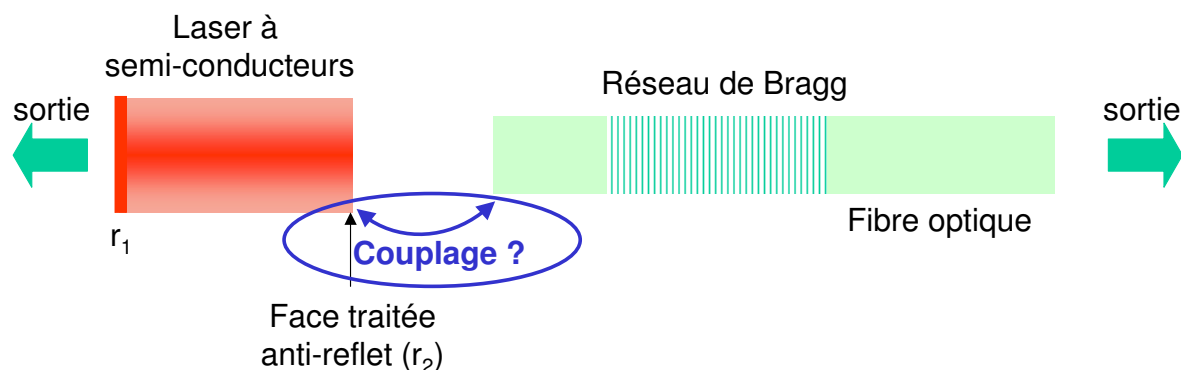 Laser à
semi-conducteurs
Réseau de Bragg
sortie
sortie
r₁
Fibre optique
Couplage ?
Face traitée
anti-reflet (r₂)